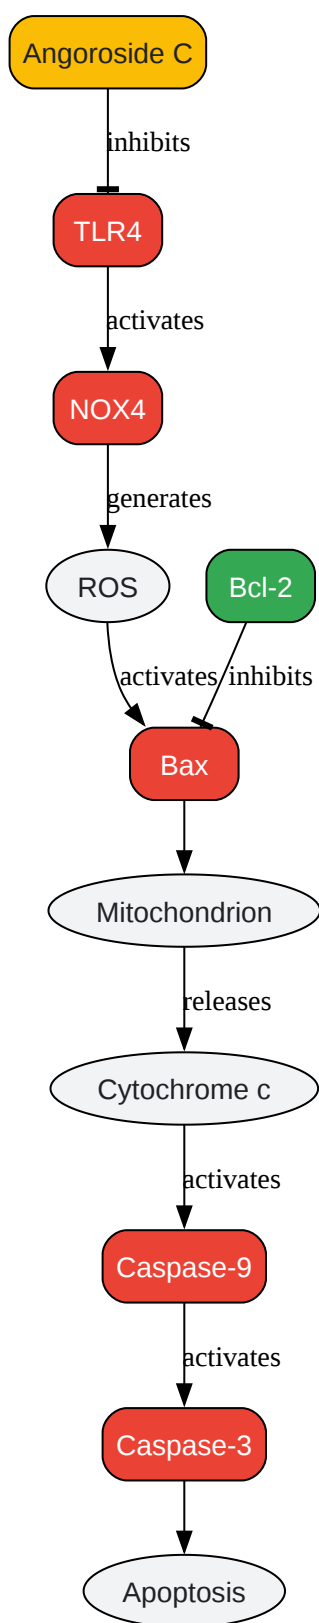 Angoroside C
inhibits
TLR4
activates
NOX4
generates
ROS
Bcl-2
activates
inhibits
Bax
Mitochondrion
releases
Cytochrome c
activates
Caspase-9
activates
Caspase-3
Apoptosis